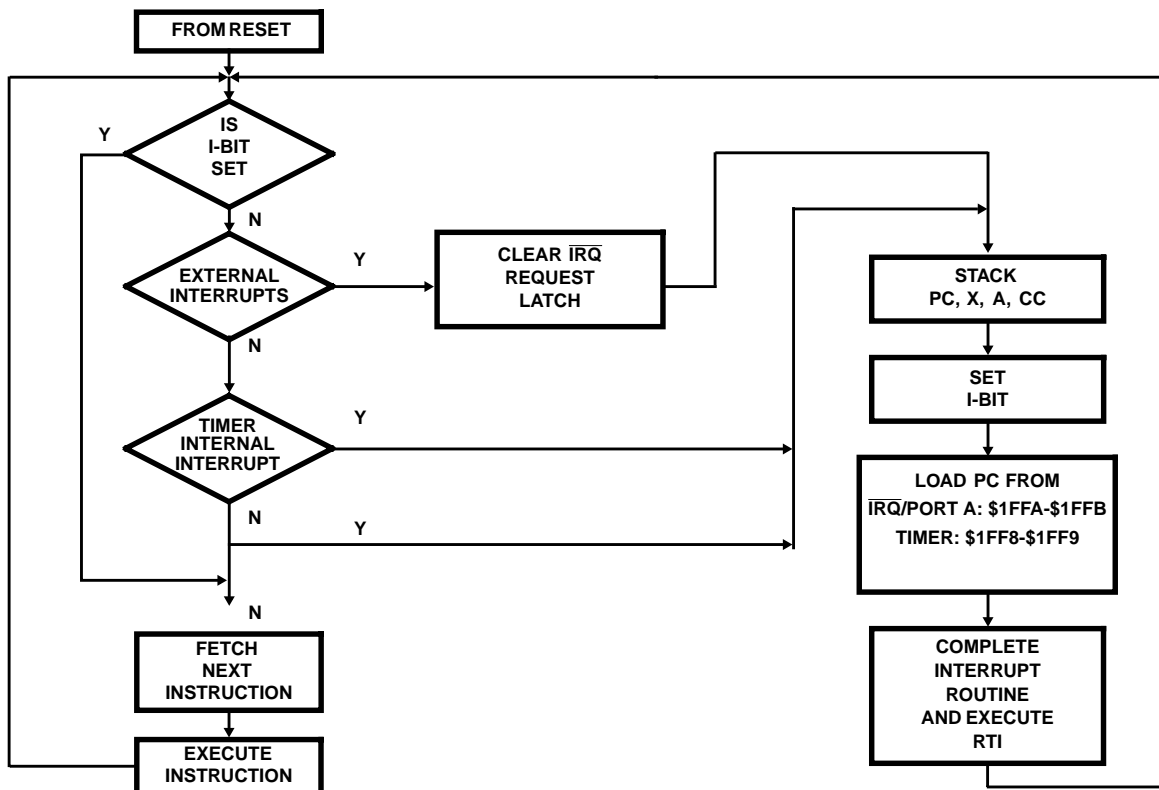 FROM RESET
IS
I-BIT
SET
Y
N
EXTERNAL
INTERRUPTS
Y
N
CLEAR I̅R̅Q̅
REQUEST
LATCH
STACK
PC, X, A, CC
SET
I-BIT
TIMER
INTERNAL
INTERRUPT
Y
N
Y
LOAD PC FROM
I̅R̅Q̅/PORT A: $1FFA-$1FFB
TIMER: $1FF8-$1FF9
N
FETCH
NEXT
INSTRUCTION
COMPLETE
INTERRUPT
ROUTINE
AND EXECUTE
RTI
EXECUTE
INSTRUCTION